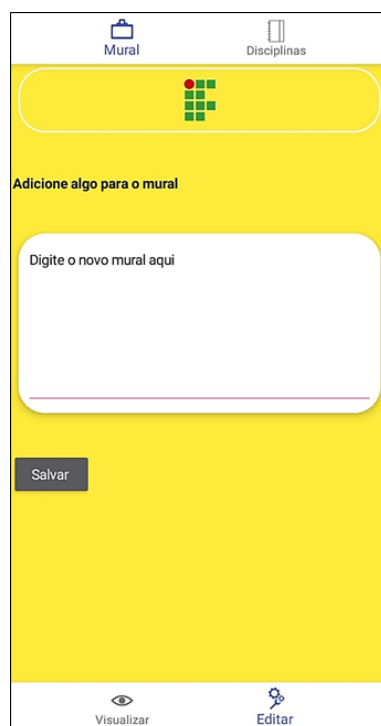 Mural
Disciplinas
Adicione algo para o mural
Digite o novo mural aqui
Salvar
Visualizar
Editar